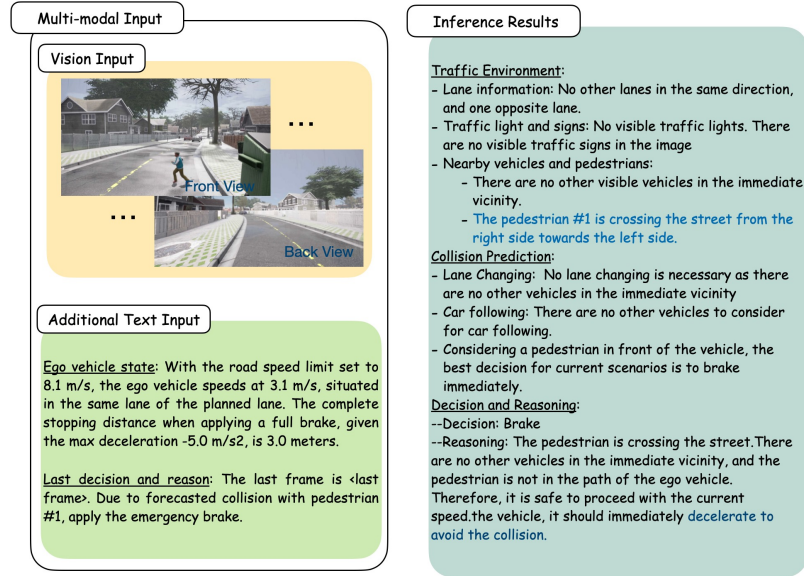 Multi-modal Input
Vision Input
...
Front View
...
Back View
Additional Text Input
Ego vehicle state: With the road speed limit set to
8.1 m/s, the ego vehicle speeds at 3.1 m/s, situated
in the same lane of the planned lane. The complete
stopping distance when applying a full brake, given
the max deceleration -5.0 m/s2, is 3.0 meters.
Last decision and reason: The last frame is <last
frame>. Due to forecasted collision with pedestrian
#1, apply the emergency brake.
Inference Results
Traffic Environment:
- Lane information: No other lanes in the same direction,
and one opposite lane.
- Traffic light and signs: No visible traffic lights. There
are no visible traffic signs in the image
- Nearby vehicles and pedestrians:
- There are no other visible vehicles in the immediate
vicinity.
- The pedestrian #1 is crossing the street from the
right side towards the left side.
Collision Prediction:
- Lane Changing: No lane changing is necessary as there
are no other vehicles in the immediate vicinity
- Car following: There are no other vehicles to consider
for car following.
- Considering a pedestrian in front of the vehicle, the
best decision for current scenarios is to brake
immediately.
Decision and Reasoning:
--Decision: Brake
--Reasoning: The pedestrian is crossing the street.There
are no other vehicles in the immediate vicinity, and the
pedestrian is not in the path of the ego vehicle.
Therefore, it is safe to proceed with the current
speed.the vehicle, it should immediately decelerate to
avoid the collision.